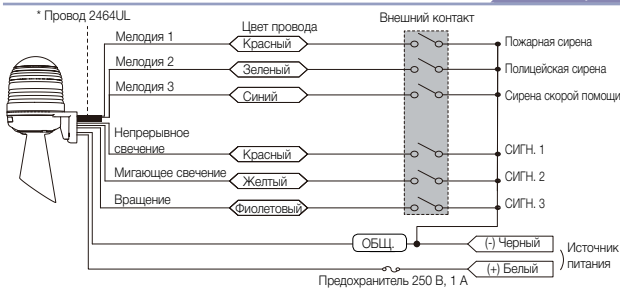 * Провод 2464UL
Цвет провода
Внешний контакт
Мелодия 1
Красный
Пожарная сирена
Мелодия 2
Зеленый
Полицейская сирена
Мелодия 3
Синий
Сирена скорой помощи
Непрерывное
свечение
Красный
СИГН. 1
Мигающее свечение
Желтый
СИГН. 2
Вращение
Фиолетовый
СИГН. 3
ОБЩ.
(-) Черный
Источник
питания
(+) Белый
Предохранитель 250 В, 1 А